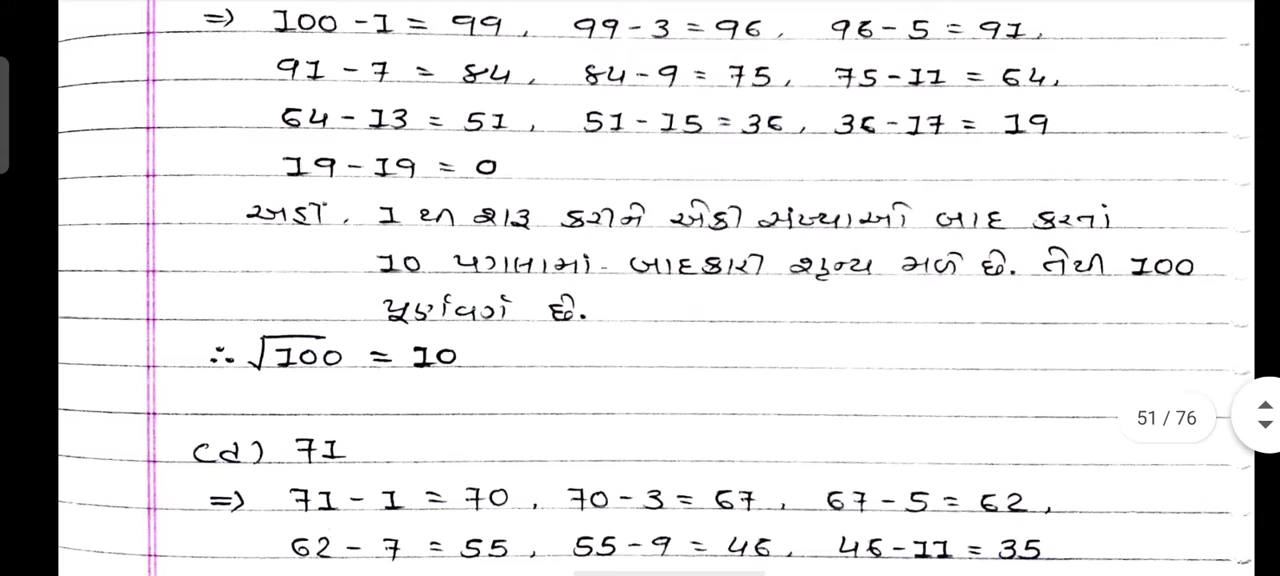 ⇒ 100 - 1 = 99, 99 - 3 = 96, 96 - 5 = 91,
91 - 7 = 84, 84 - 9 = 75, 75 - 11 = 64,
64 - 13 = 51, 51 - 15 = 36, 36 - 17 = 19
19 - 19 = 0
અહીં, 1 થી શરૂ કરીને એકી સંખ્યાઓ બાદ કરતાં
10 પગલામાં બાદબાકી શૂન્ય મળે છે. તેથી 100
પૂર્ણવર્ગ છે.
∴ √100 = 10
51 / 76
(d) 71
⇒ 71 - 1 = 70, 70 - 3 = 67, 67 - 5 = 62,
62 - 7 = 55, 55 - 9 = 46, 46 - 11 = 35